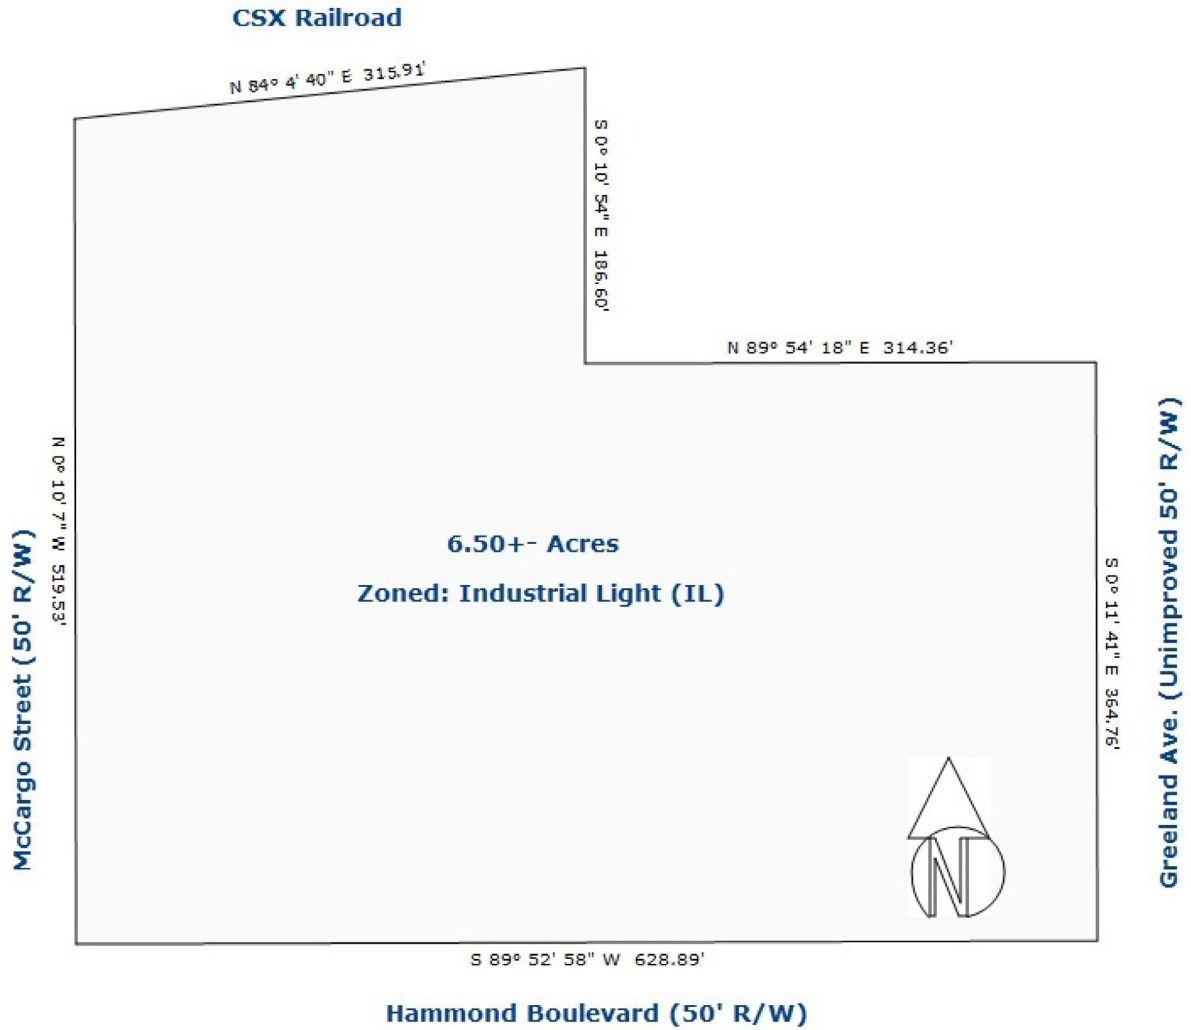 CSX Railroad
N 84° 4' 40" E 315.91'
S 0° 10' 54" E 186.60'
N 89° 54' 18" E 314.36'
N 0° 10' 7" W 519.53'
McCargo Street (50' R/W)
6.50+- Acres
Zoned: Industrial Light (IL)
S 0° 11' 41" E 364.76'
Greeland Ave. (Unimproved 50' R/W)
N
S 89° 52' 58" W 628.89'
Hammond Boulevard (50' R/W)